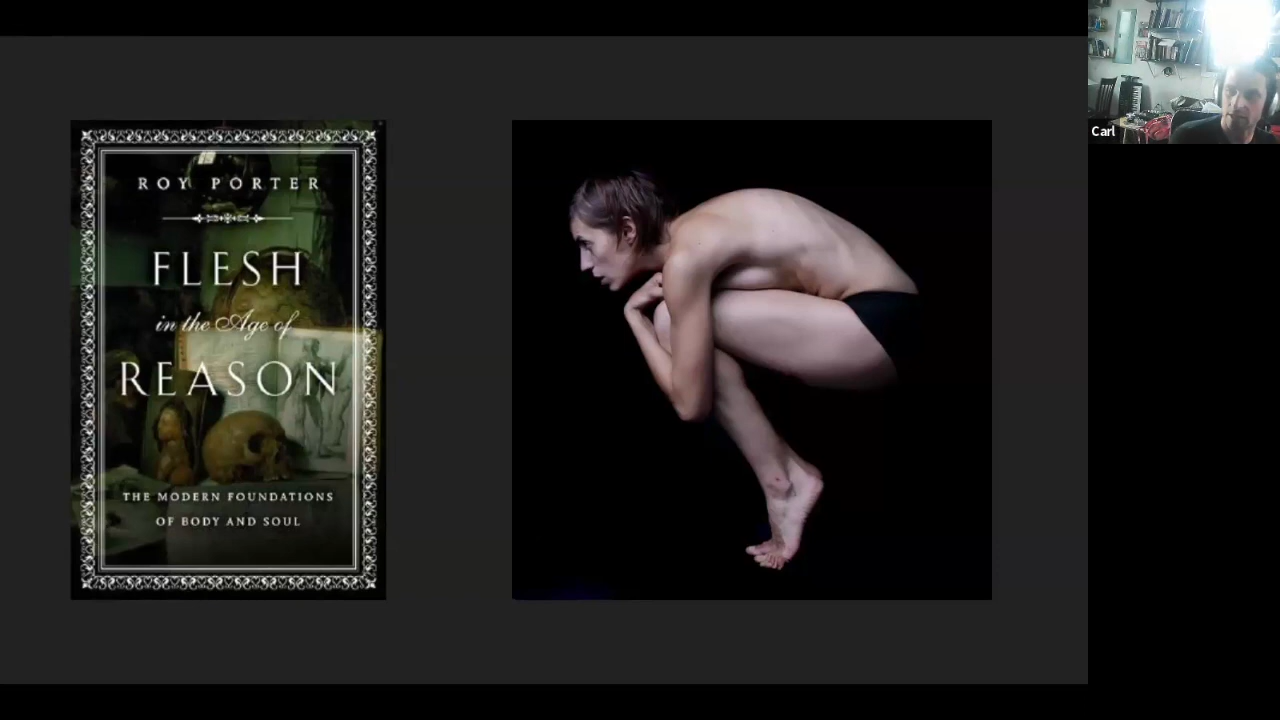 ROY PORTER
FLESH
in the Age of
REASON
THE MODERN FOUNDATIONS
OF BODY AND SOUL
Carl